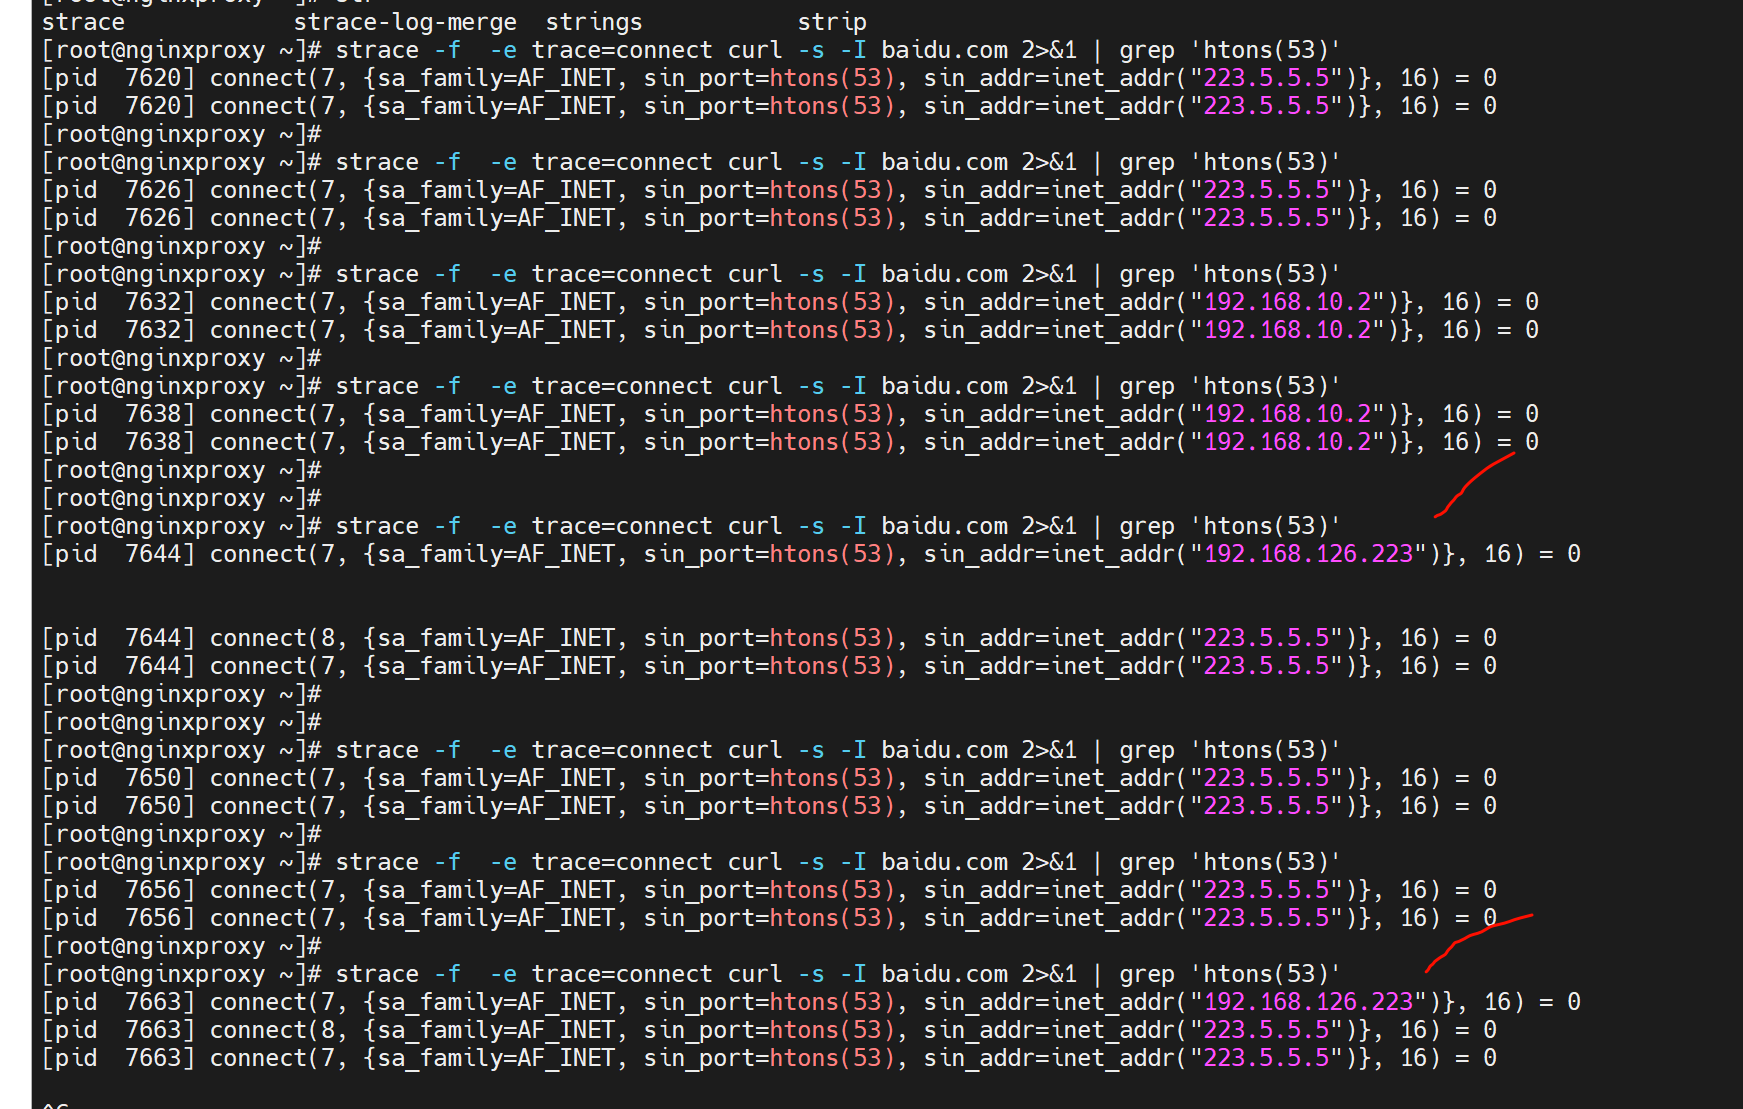 strace            strace-log-merge  strings           strip
[root@nginxproxy ~]# strace -f  -e trace=connect curl -s -I baidu.com 2>&1 | grep 'htons(53)'
[pid  7620] connect(7, {sa_family=AF_INET, sin_port=htons(53), sin_addr=inet_addr("223.5.5.5")}, 16) = 0
[pid  7620] connect(7, {sa_family=AF_INET, sin_port=htons(53), sin_addr=inet_addr("223.5.5.5")}, 16) = 0
[root@nginxproxy ~]#
[root@nginxproxy ~]# strace -f  -e trace=connect curl -s -I baidu.com 2>&1 | grep 'htons(53)'
[pid  7626] connect(7, {sa_family=AF_INET, sin_port=htons(53), sin_addr=inet_addr("223.5.5.5")}, 16) = 0
[pid  7626] connect(7, {sa_family=AF_INET, sin_port=htons(53), sin_addr=inet_addr("223.5.5.5")}, 16) = 0
[root@nginxproxy ~]#
[root@nginxproxy ~]# strace -f  -e trace=connect curl -s -I baidu.com 2>&1 | grep 'htons(53)'
[pid  7632] connect(7, {sa_family=AF_INET, sin_port=htons(53), sin_addr=inet_addr("192.168.10.2")}, 16) = 0
[pid  7632] connect(7, {sa_family=AF_INET, sin_port=htons(53), sin_addr=inet_addr("192.168.10.2")}, 16) = 0
[root@nginxproxy ~]#
[root@nginxproxy ~]# strace -f  -e trace=connect curl -s -I baidu.com 2>&1 | grep 'htons(53)'
[pid  7638] connect(7, {sa_family=AF_INET, sin_port=htons(53), sin_addr=inet_addr("192.168.10.2")}, 16) = 0
[pid  7638] connect(7, {sa_family=AF_INET, sin_port=htons(53), sin_addr=inet_addr("192.168.10.2")}, 16) = 0
[root@nginxproxy ~]#
[root@nginxproxy ~]#
[root@nginxproxy ~]# strace -f  -e trace=connect curl -s -I baidu.com 2>&1 | grep 'htons(53)'
[pid  7644] connect(7, {sa_family=AF_INET, sin_port=htons(53), sin_addr=inet_addr("192.168.126.223")}, 16) = 0
[pid  7644] connect(8, {sa_family=AF_INET, sin_port=htons(53), sin_addr=inet_addr("223.5.5.5")}, 16) = 0
[pid  7644] connect(7, {sa_family=AF_INET, sin_port=htons(53), sin_addr=inet_addr("223.5.5.5")}, 16) = 0
[root@nginxproxy ~]#
[root@nginxproxy ~]#
[root@nginxproxy ~]# strace -f  -e trace=connect curl -s -I baidu.com 2>&1 | grep 'htons(53)'
[pid  7650] connect(7, {sa_family=AF_INET, sin_port=htons(53), sin_addr=inet_addr("223.5.5.5")}, 16) = 0
[pid  7650] connect(7, {sa_family=AF_INET, sin_port=htons(53), sin_addr=inet_addr("223.5.5.5")}, 16) = 0
[root@nginxproxy ~]#
[root@nginxproxy ~]# strace -f  -e trace=connect curl -s -I baidu.com 2>&1 | grep 'htons(53)'
[pid  7656] connect(7, {sa_family=AF_INET, sin_port=htons(53), sin_addr=inet_addr("223.5.5.5")}, 16) = 0
[pid  7656] connect(7, {sa_family=AF_INET, sin_port=htons(53), sin_addr=inet_addr("223.5.5.5")}, 16) = 0
[root@nginxproxy ~]#
[root@nginxproxy ~]# strace -f  -e trace=connect curl -s -I baidu.com 2>&1 | grep 'htons(53)'
[pid  7663] connect(7, {sa_family=AF_INET, sin_port=htons(53), sin_addr=inet_addr("192.168.126.223")}, 16) = 0
[pid  7663] connect(8, {sa_family=AF_INET, sin_port=htons(53), sin_addr=inet_addr("223.5.5.5")}, 16) = 0
[pid  7663] connect(7, {sa_family=AF_INET, sin_port=htons(53), sin_addr=inet_addr("223.5.5.5")}, 16) = 0